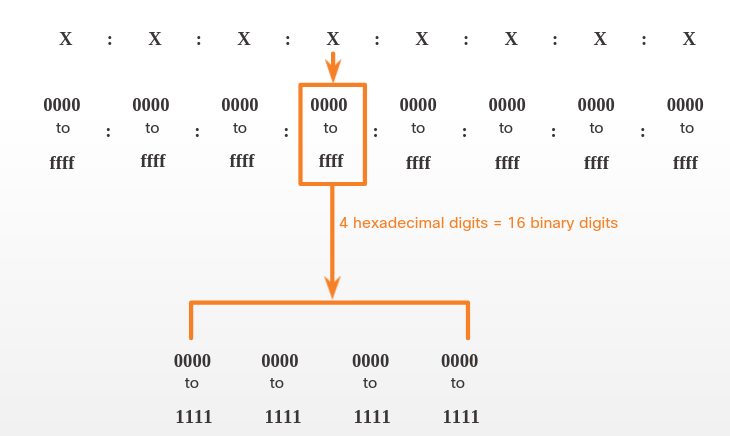 X : X : X : X : X : X : X : X
0000 0000 0000 0000 0000 0000 0000 0000
to : to : to : to : to : to : to : to
ffff ffff ffff ffff ffff ffff ffff ffff
4 hexadecimal digits = 16 binary digits
0000 0000 0000 0000
to to to to
1111 1111 1111 1111